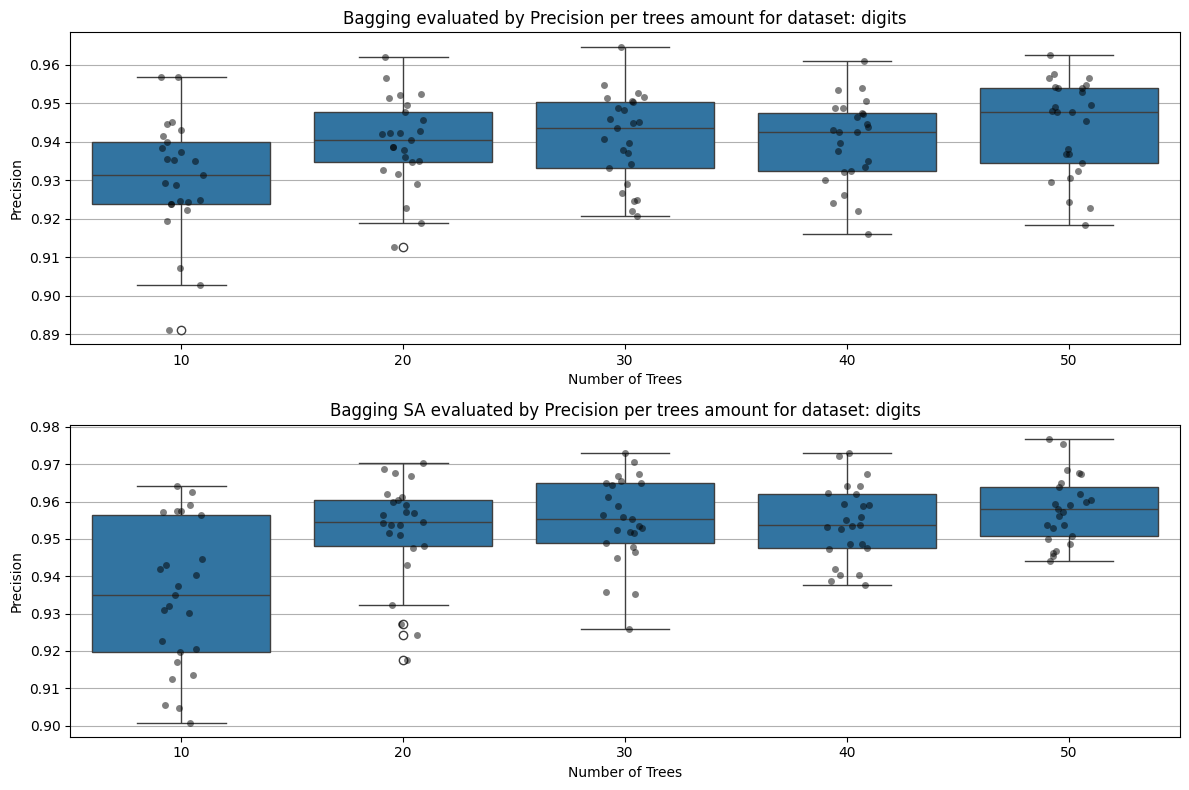 Bagging evaluated by Precision per trees amount for dataset: digits
Precision
0.96
0.95
0.94
0.93
0.92
0.91
0.90
0.89
10 20 30 40 50
Number of Trees
Bagging SA evaluated by Precision per trees amount for dataset: digits
Precision
0.98
0.97
0.96
0.95
0.94
0.93
0.92
0.91
0.90
10 20 30 40 50
Number of Trees